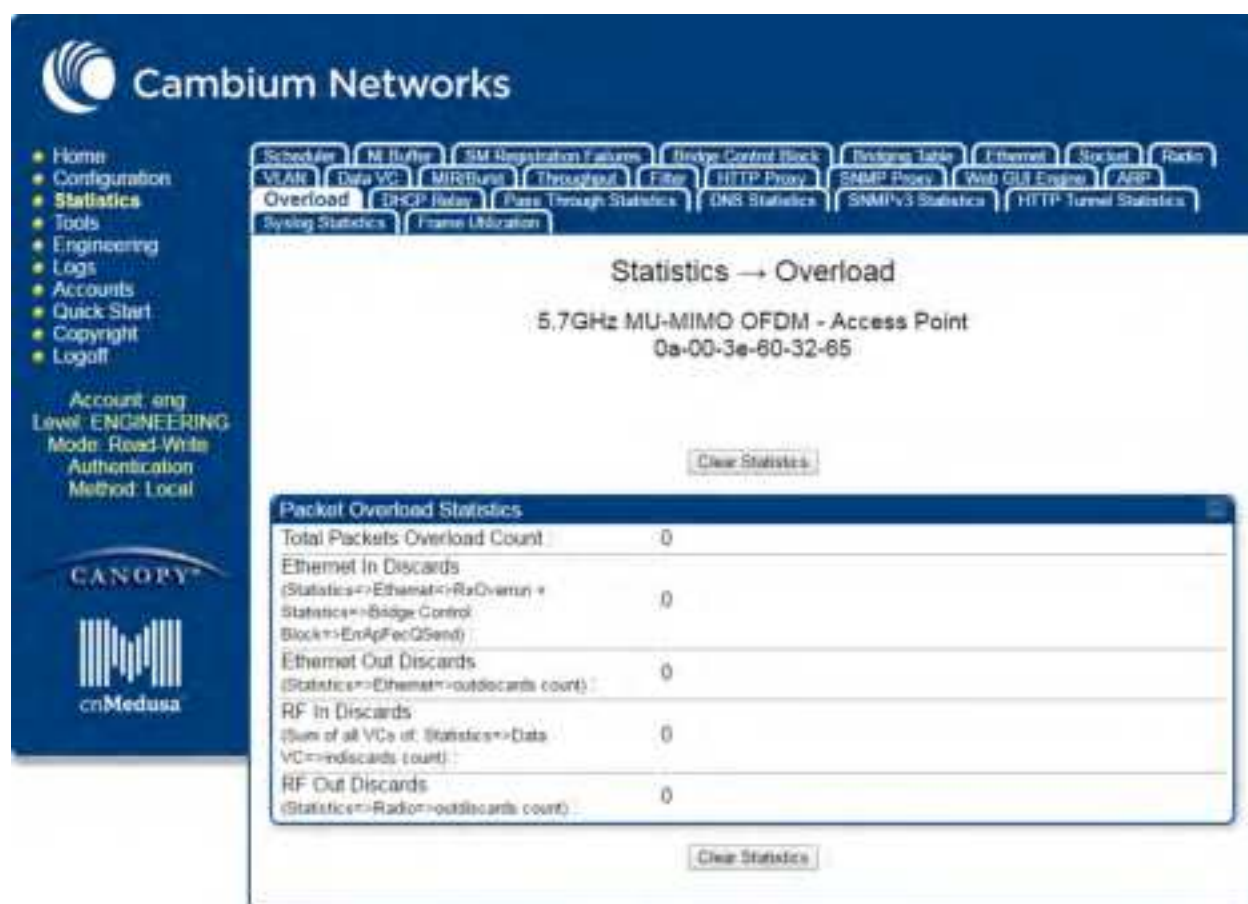 Cambium Networks
Home
Configuration
Statistics
Tools
Engineering
Logs
Accounts
Quick Start
Copyright
Logoff
Account: eng
Level: ENGINEERING
Mode: Read-Write
Authentication
Method: Local
CANOPY
cnMedusa
Scheduler NI Buffer SM Registration Failures Bridge Control Block Bridging Table Ethernet Socket Radio
VLAN Data VC MIR/Burst Throughput Filter HTTP Proxy SNMP Proxy Web GUI Engine ARP
Overload DHCP Relay Pass Through Statistics DNS Statistics SNMPv3 Statistics HTTP Tunnel Statistics
Syslog Statistics Frame Utilization
Statistics → Overload
5.7GHz MU-MIMO OFDM - Access Point
0a-00-3e-60-32-65
Clear Statistics
Packet Overload Statistics
Total Packets Overload Count : 0
Ethernet In Discards
(Statistics=>Ethernet=>RxOverrun +
Statistics=>Bridge Control
Block=>ErrApFecQSend) : 0
Ethernet Out Discards
(Statistics=>Ethernet=>outdiscards count) : 0
RF In Discards
(Sum of all VCs of: Statistics=>Data
VC=>indiscards count) : 0
RF Out Discards
(Statistics=>Radio=>outdiscards count) : 0
Clear Statistics